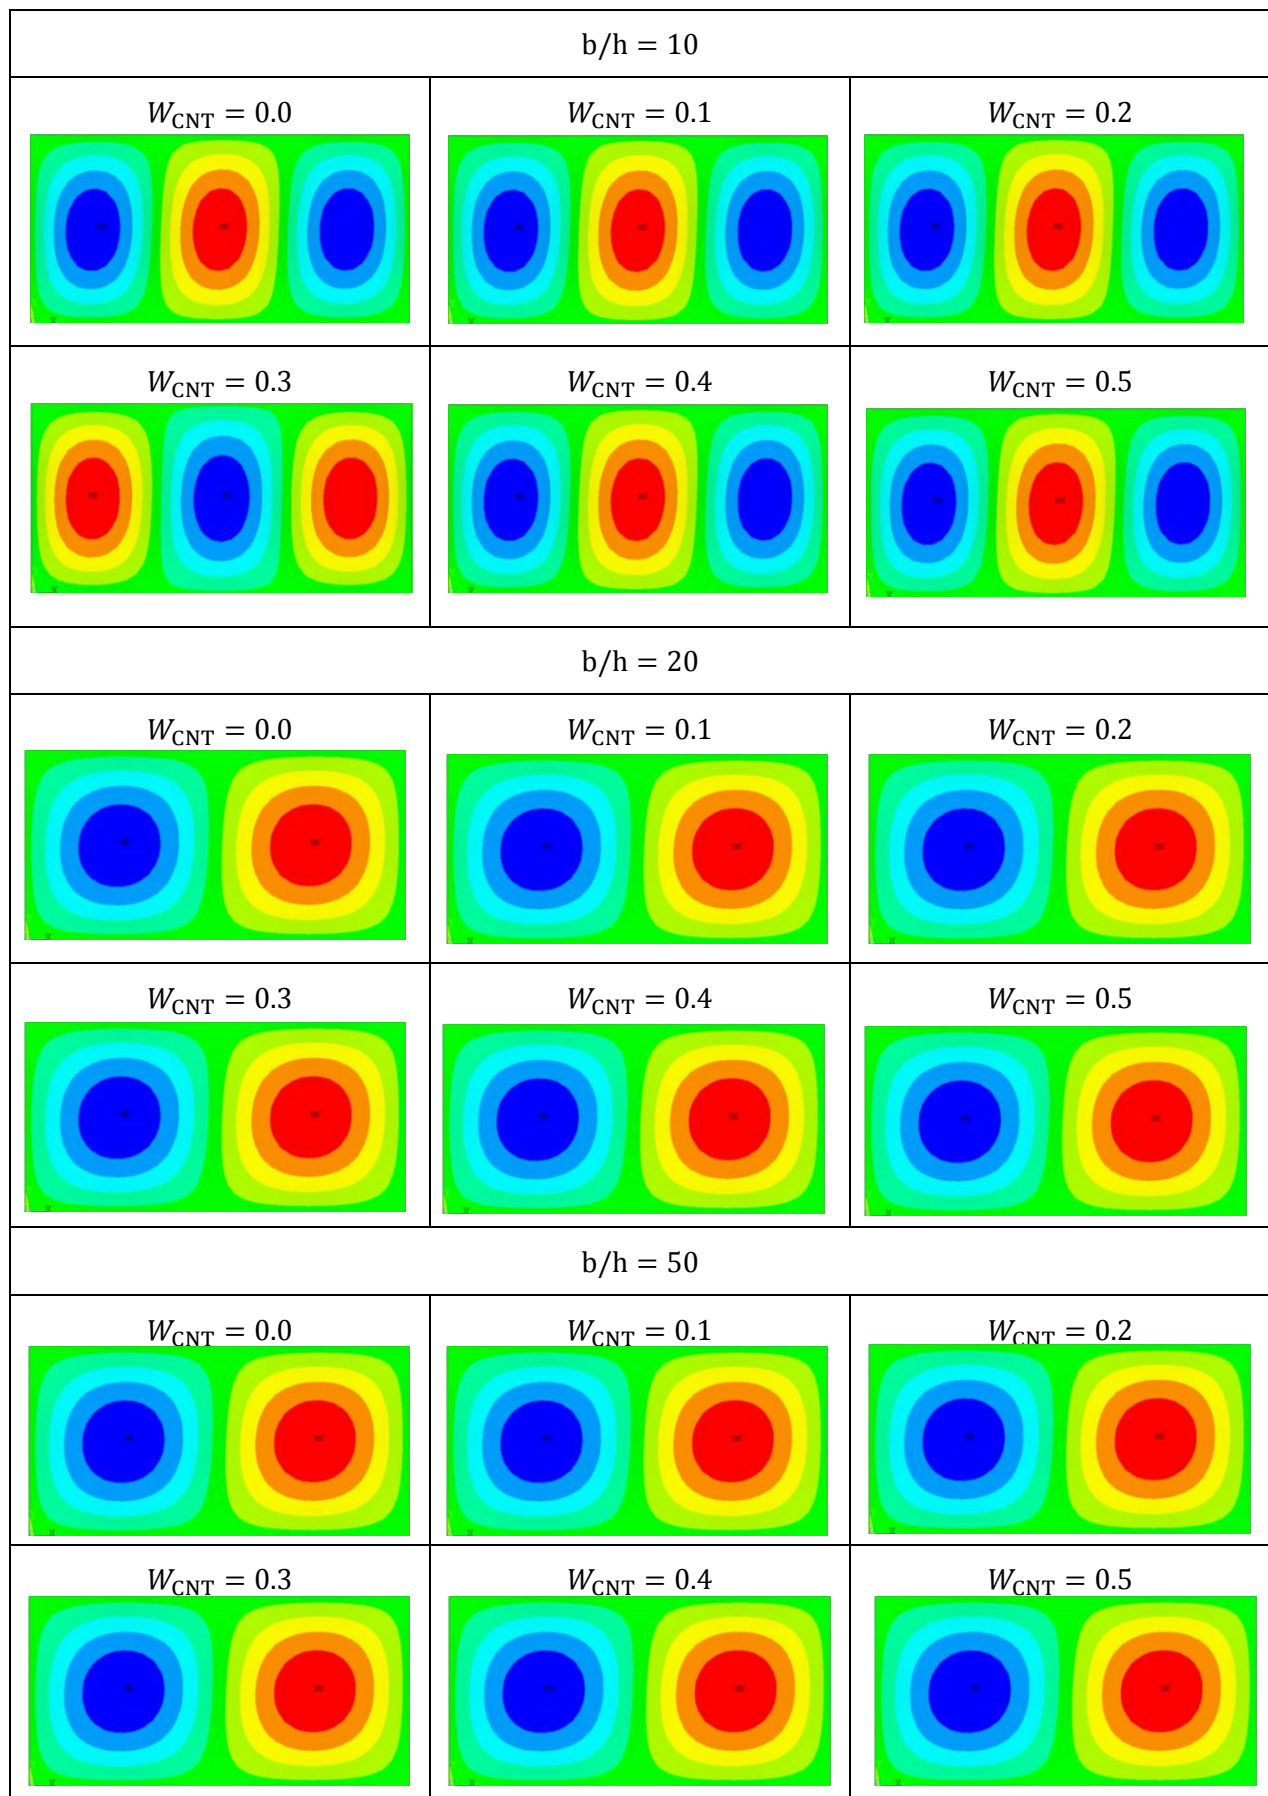 b/h = 10
W_CNT = 0.0 W_CNT = 0.1 W_CNT = 0.2
W_CNT = 0.3 W_CNT = 0.4 W_CNT = 0.5
b/h = 20
W_CNT = 0.0 W_CNT = 0.1 W_CNT = 0.2
W_CNT = 0.3 W_CNT = 0.4 W_CNT = 0.5
b/h = 50
W_CNT = 0.0 W_CNT = 0.1 W_CNT = 0.2
W_CNT = 0.3 W_CNT = 0.4 W_CNT = 0.5